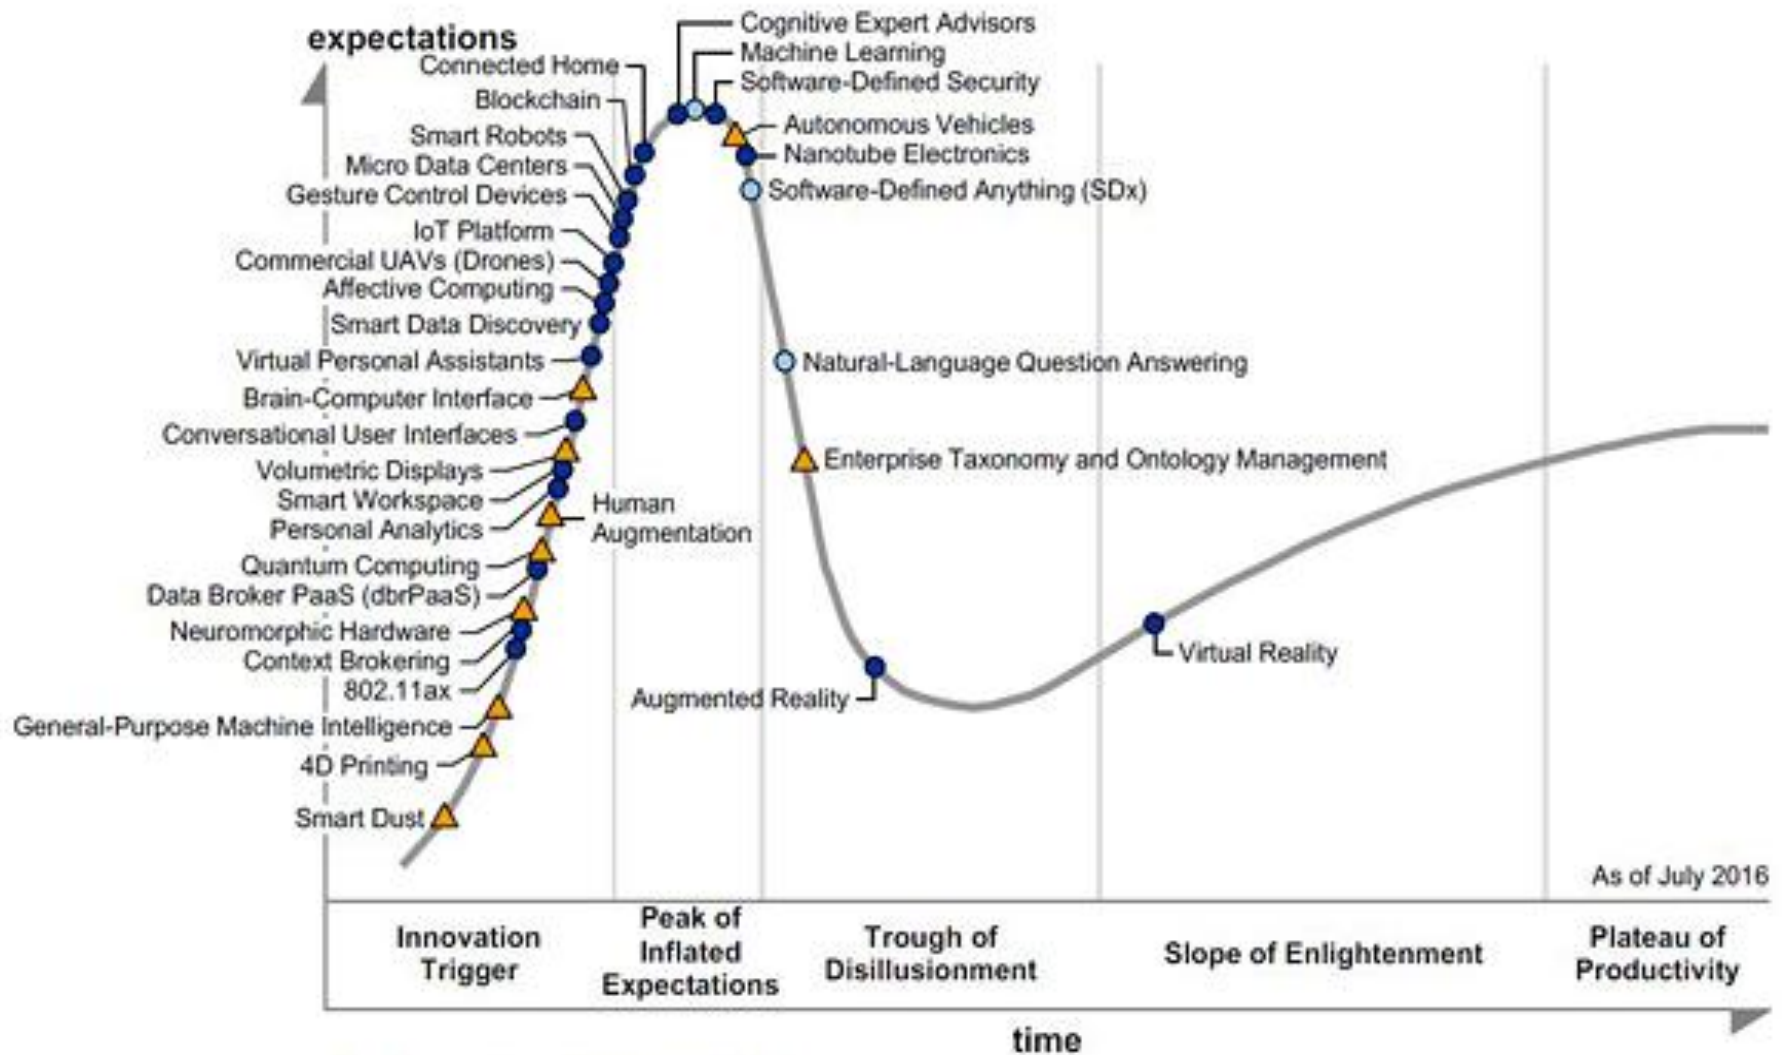 expectations
Cognitive Expert Advisors
Machine Learning
Connected Home
Software-Defined Security
Blockchain
Autonomous Vehicles
Smart Robots
Nanotube Electronics
Micro Data Centers
Software-Defined Anything (SDx)
Gesture Control Devices
IoT Platform
Commercial UAVs (Drones)
Affective Computing
Smart Data Discovery
Virtual Personal Assistants
Natural-Language Question Answering
Brain-Computer Interface
Conversational User Interfaces
Enterprise Taxonomy and Ontology Management
Volumetric Displays
Smart Workspace
Human
Augmentation
Personal Analytics
Quantum Computing
Data Broker PaaS (dbrPaaS)
Neuromorphic Hardware
Context Brokering
Virtual Reality
802.11ax
Augmented Reality
General-Purpose Machine Intelligence
4D Printing
Smart Dust
As of July 2016
Innovation
Trigger
Peak of
Inflated
Expectations
Trough of
Disillusionment
Slope of Enlightenment
Plateau of
Productivity
time